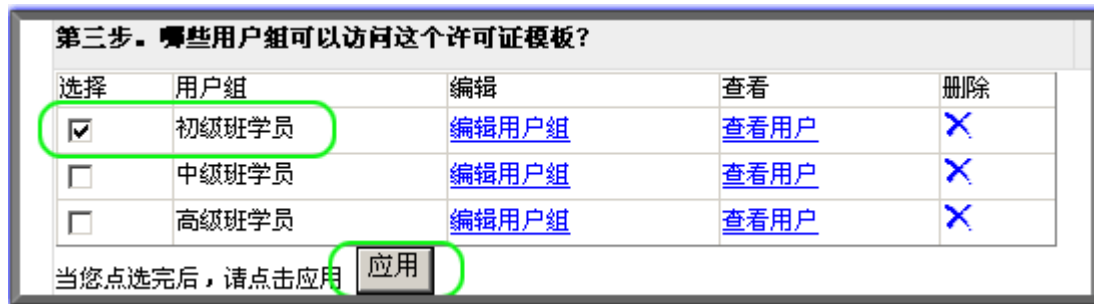 第三步。哪些用户组可以访问这个许可证模板?
选择 用户组 编辑 查看 删除
初级班学员 编辑用户组 查看用户
中级班学员 编辑用户组 查看用户
高级班学员 编辑用户组 查看用户
当您点选完后，请点击应用 应用